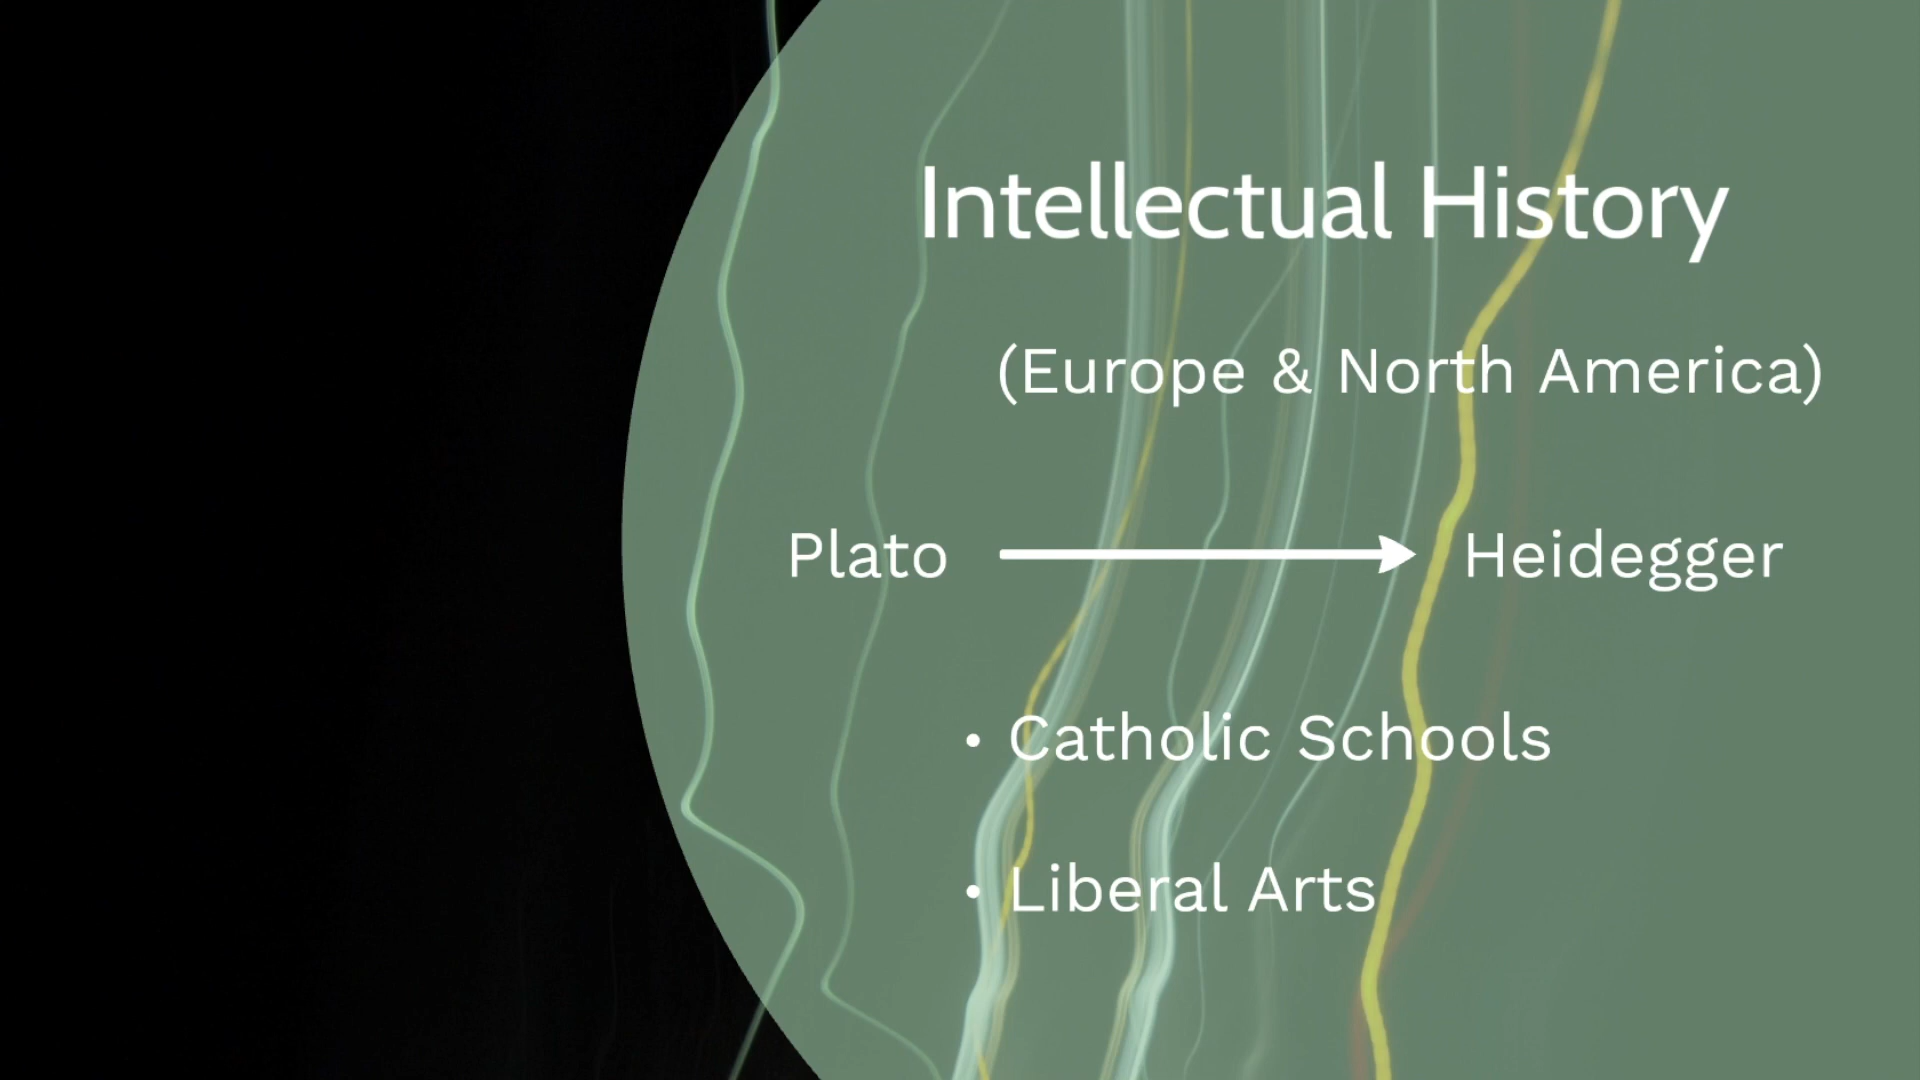 Intellectual History
(Europe & North America)
Plato Heidegger
• Catholic Schools
• Liberal Arts